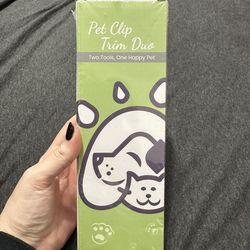 Pet Clip
Trim Duo
Two Tools, One Happy Pet